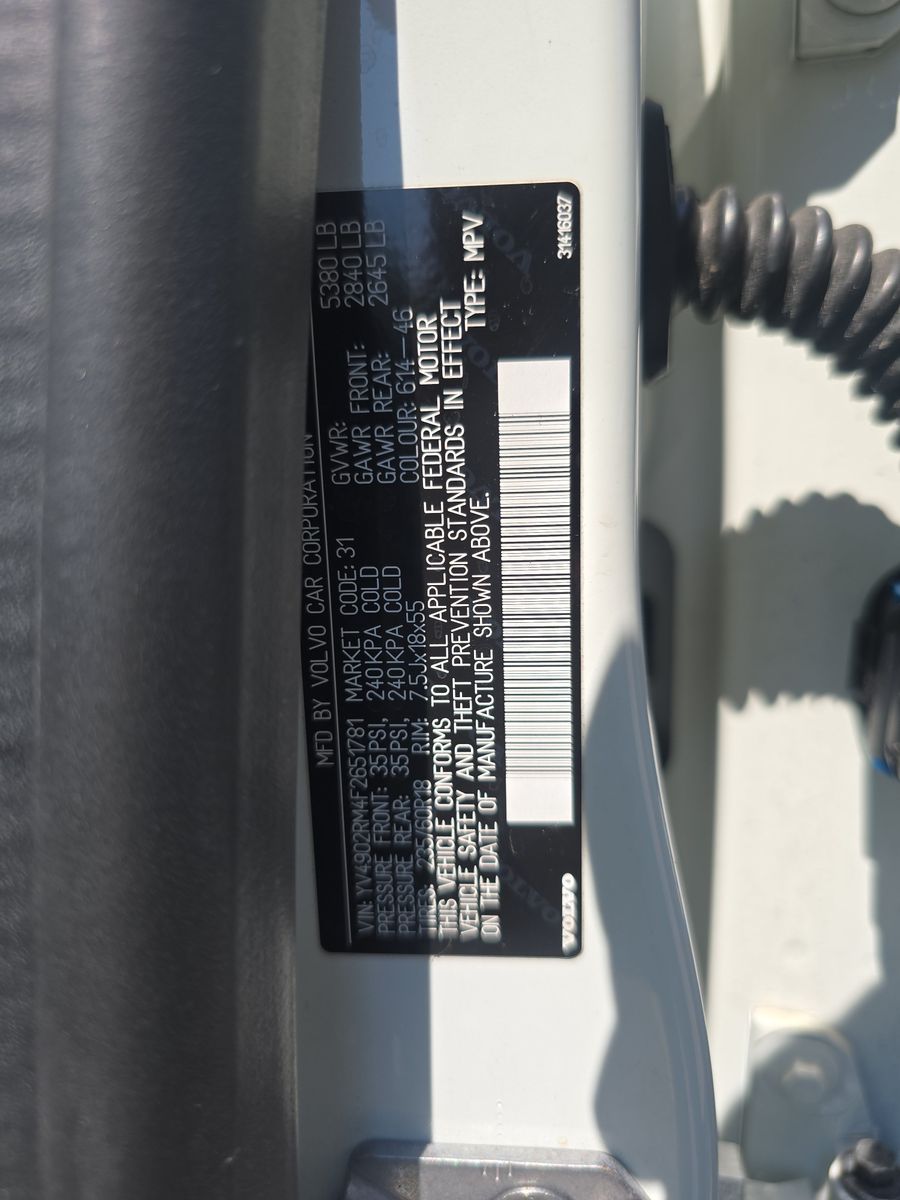 MFD BY VOLVO CAR CORPORATION
VIN: YV4902RM4F2651781 MARKET CODE: 31 GVWR: 5380 LB
PRESSURE FRONT: 35PSI, 240KPA COLD GAWR FRONT: 2840 LB
PRESSURE REAR: 35PSI, 240KPA COLD GAWR REAR: 2645 LB
TIRES: 235/60R18 RIM: 7.5Jx18x55 COLOUR: 614--46
THIS VEHICLE CONFORMS TO ALL APPLICABLE FEDERAL MOTOR
VEHICLE SAFETY AND THEFT PREVENTION STANDARDS IN EFFECT
ON THE DATE OF MANUFACTURE SHOWN ABOVE. TYPE: MPV
VOLVO 31416037